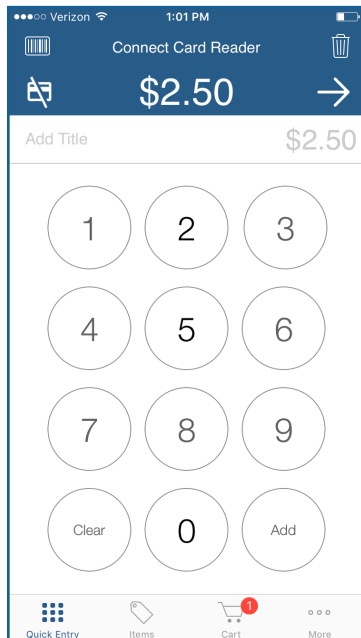 Verizon 1:01 PM
Connect Card Reader
$2.50
Add Title $2.50
1 2 3
4 5 6
7 8 9
Clear 0 Add
1
Quick Entry Items Cart More